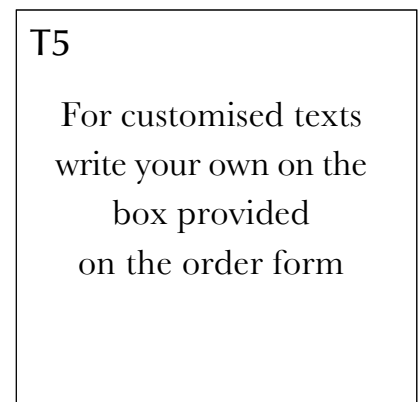 T5
For customised texts
write your own on the
box provided
on the order form